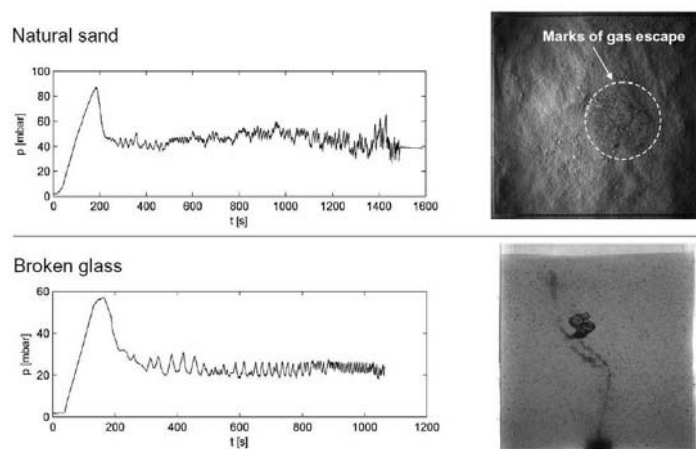 Natural sand
Marks of gas escape
100
80
60
40
20
0
p [mbar]
0 200 400 600 800 1000 1200 1400 1600
t [s]
Broken glass
60
40
20
0
p [mbar]
0 200 400 600 800 1000 1200
t [s]